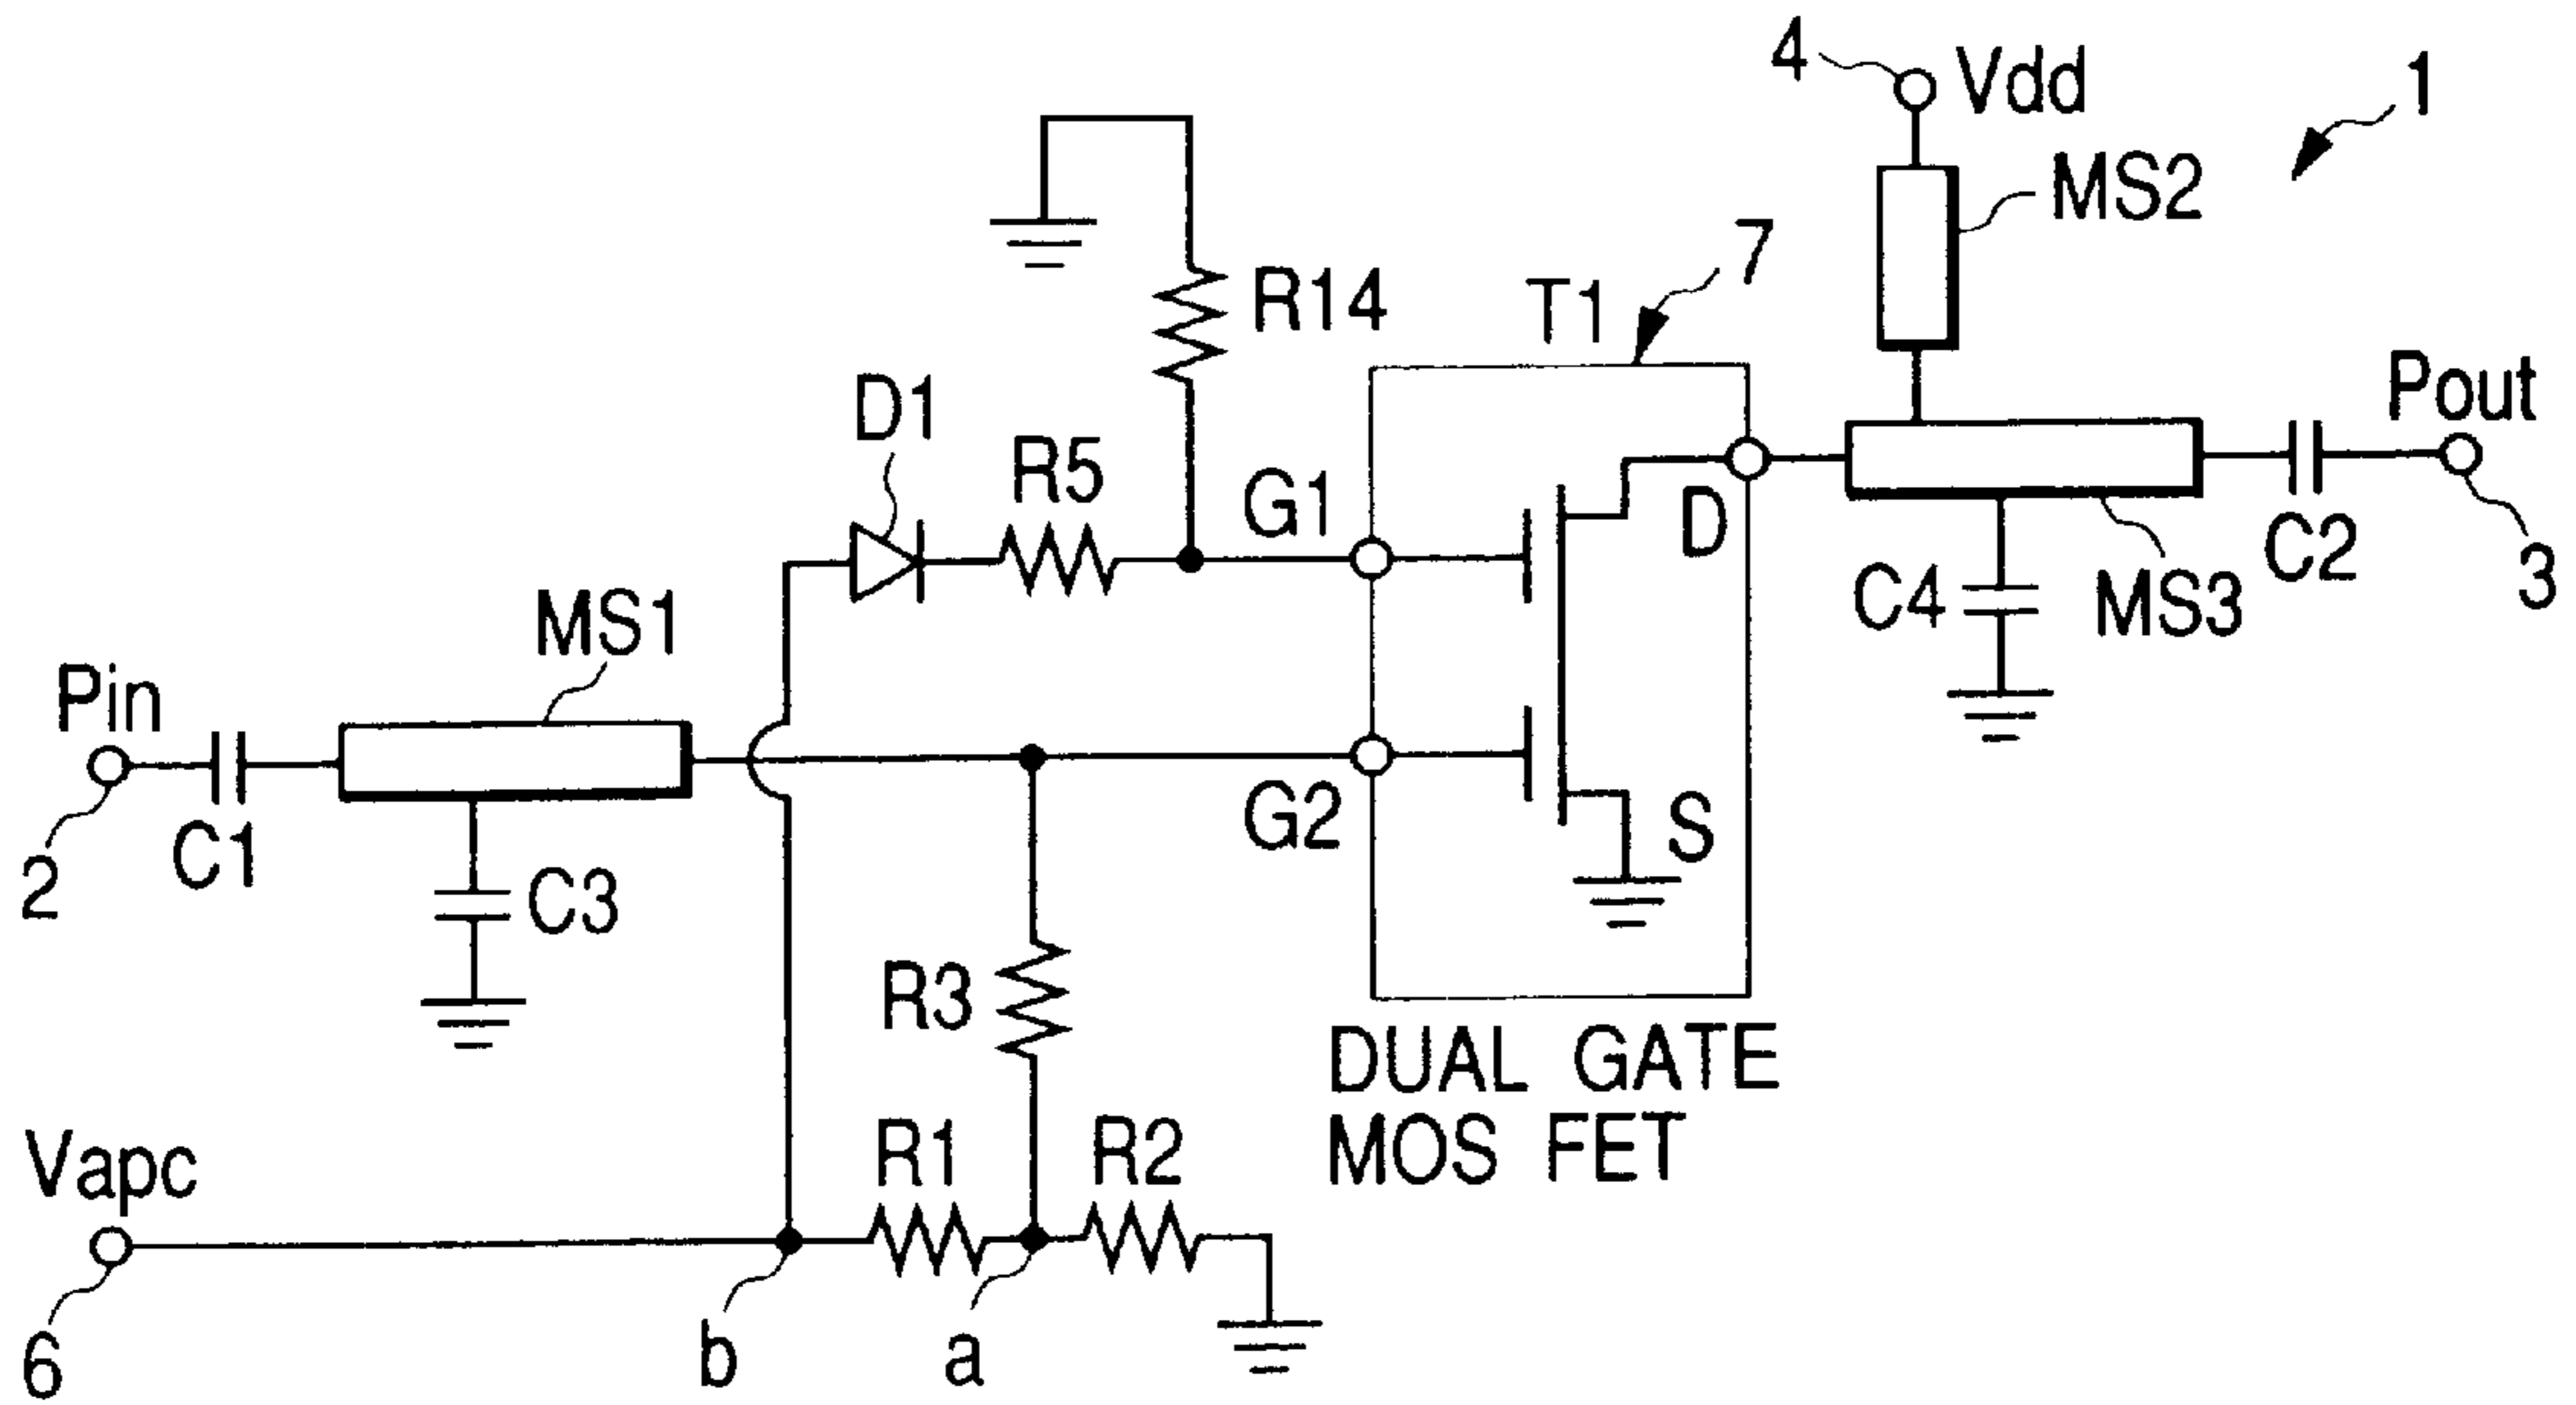 4
Vdd
1
MS2
7
T1
R14
Pout
D1
R5
G1
D
C2
3
C4
MS3
MS1
Pin
2
C1
C3
G2
S
R3
DUAL GATE
MOS FET
R1
R2
Vapc
6
b
a